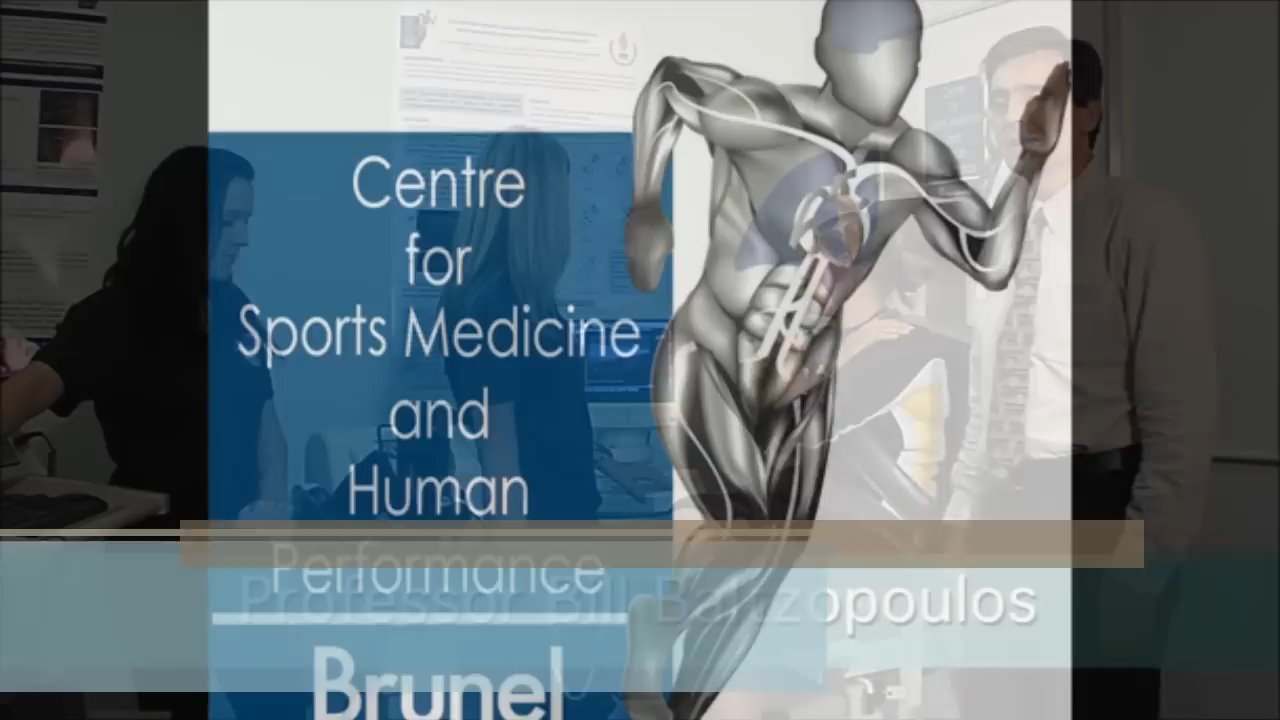 Centre
for
Sports Medicine
and
Human
Performance
Professor Bill Baltzopoulos
Brunel